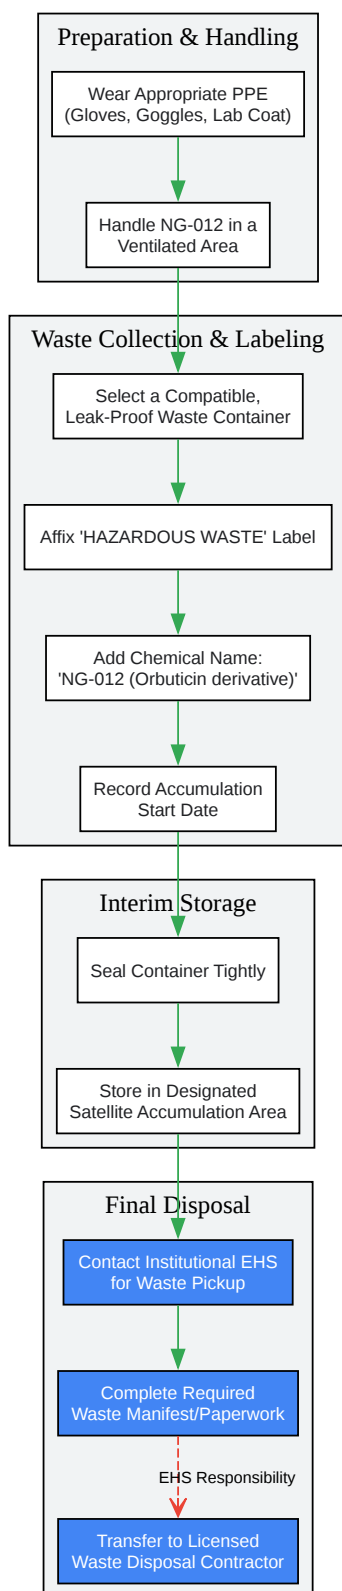 Preparation & Handling
Wear Appropriate PPE
(Gloves, Goggles, Lab Coat)
Handle NG-012 in a
Ventilated Area
Waste Collection & Labeling
Select a Compatible,
Leak-Proof Waste Container
Affix 'HAZARDOUS WASTE' Label
Add Chemical Name:
'NG-012 (Orbuticin derivative)'
Record Accumulation
Start Date
Interim Storage
Seal Container Tightly
Store in Designated
Satellite Accumulation Area
Final Disposal
Contact Institutional EHS
for Waste Pickup
Complete Required
Waste Manifest/Paperwork
EHS Responsibility
Transfer to Licensed
Waste Disposal Contractor